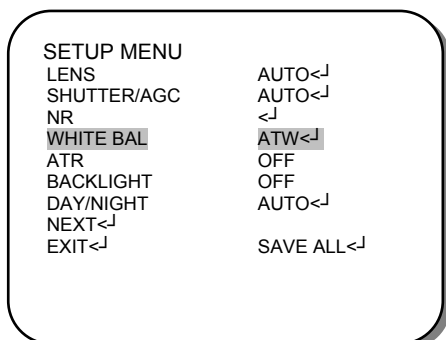 SETUP MENU
LENS AUTO<┘
SHUTTER/AGC AUTO<┘
NR <┘
WHITE BAL ATW<┘
ATR OFF
BACKLIGHT OFF
DAY/NIGHT AUTO<┘
NEXT<┘
EXIT<┘ SAVE ALL<┘